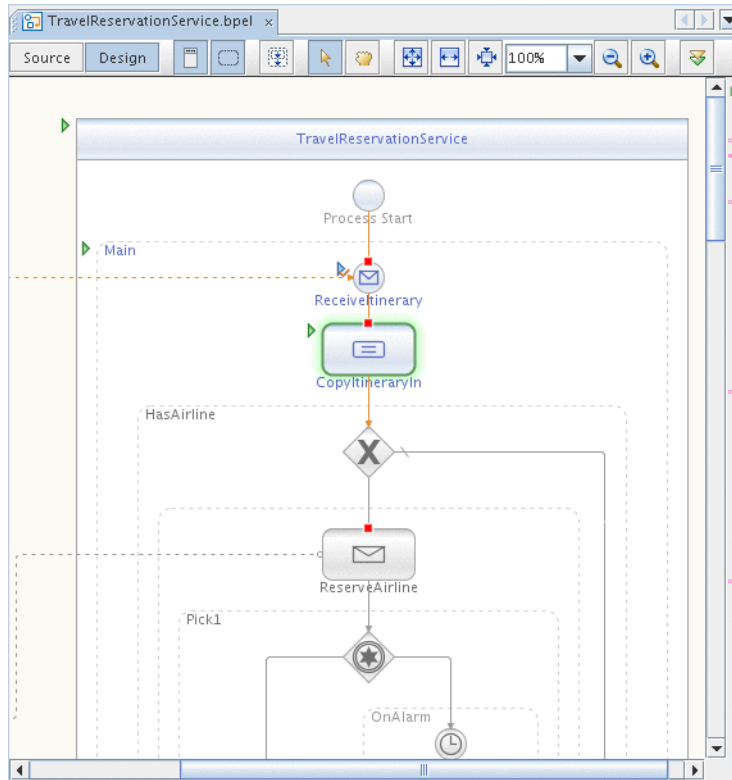 TravelReservationService.bpel
Source
Design
100%
TravelReservationService
Process Start
Main
ReceiveItinerary
CopyItineraryIn
HasAirline
ReserveAirline
Pick1
OnAlarm